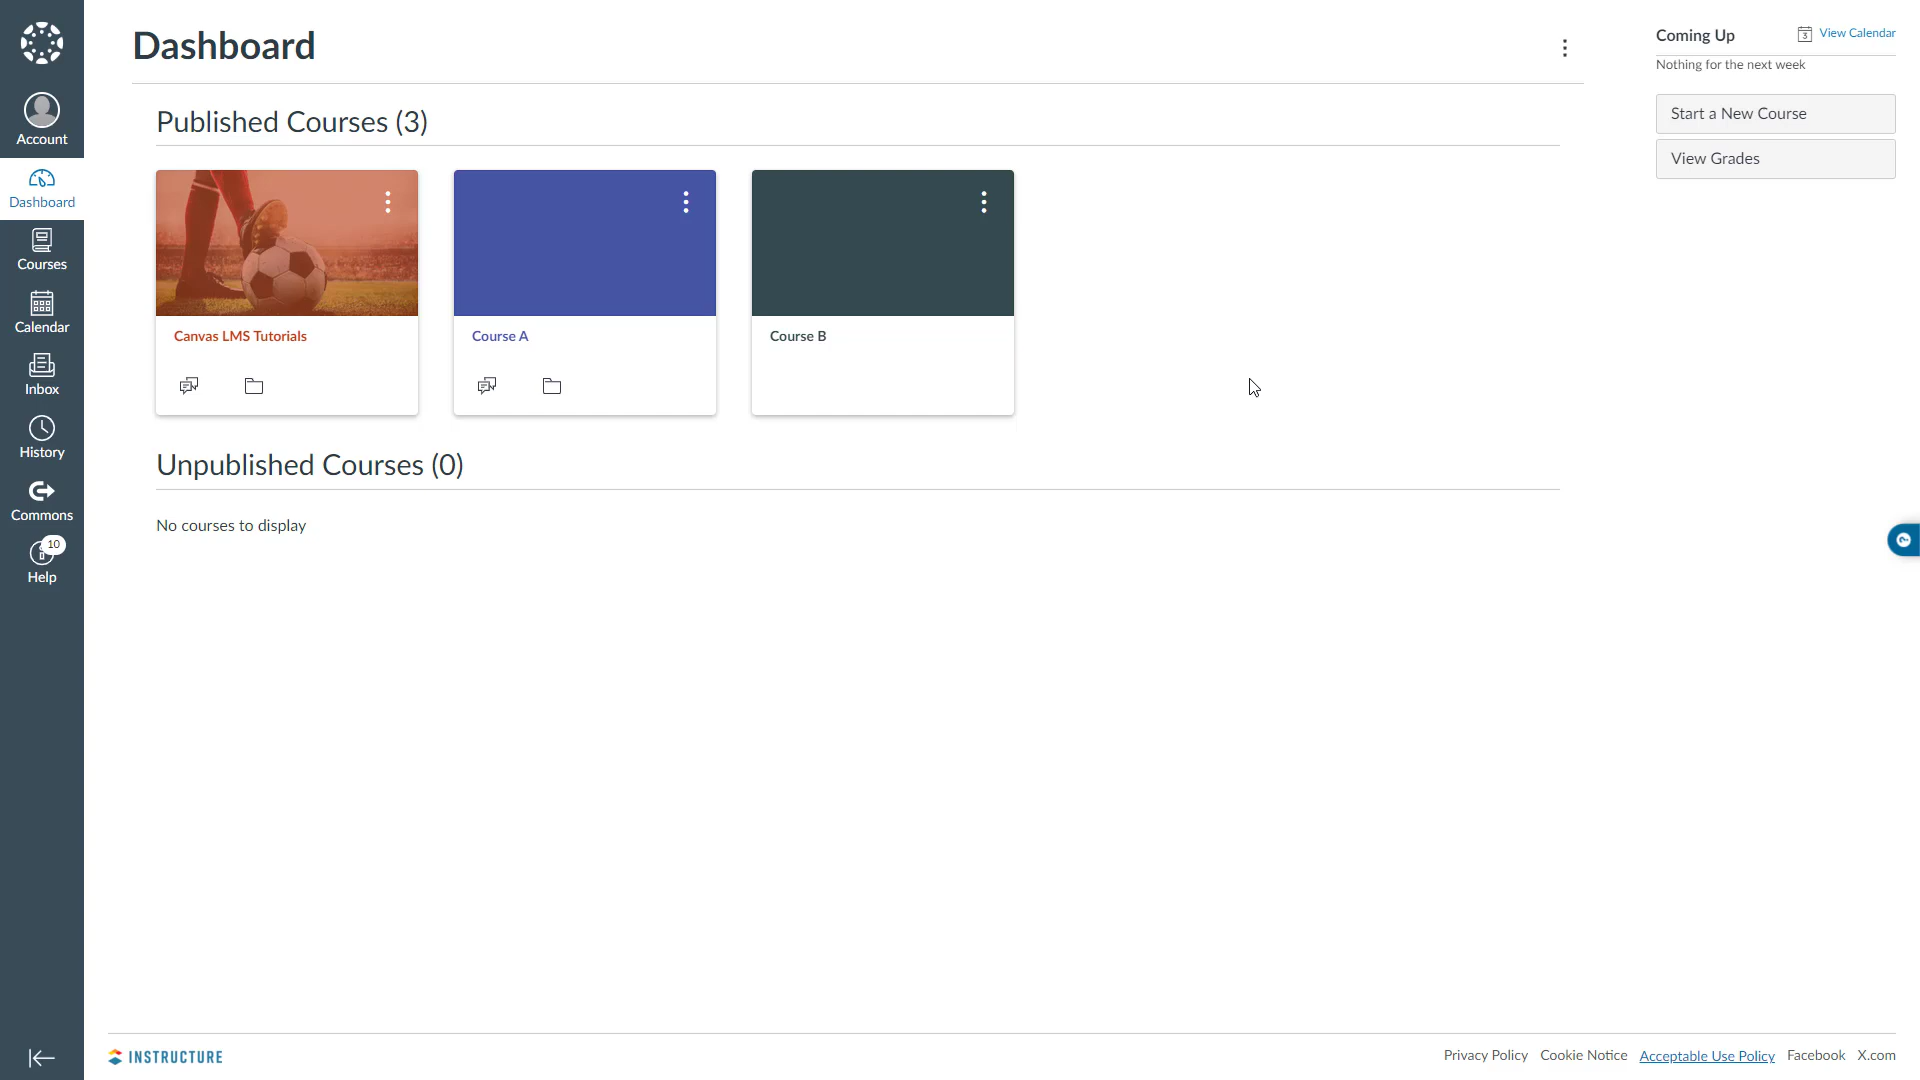 Account
Dashboard
Courses
Calendar
Inbox
History
Commons
10
Help
Dashboard
Published Courses (3)
Canvas LMS Tutorials
Course A
Course B
Unpublished Courses (0)
No courses to display
Coming Up
3
View Calendar
Nothing for the next week
Start a New Course
View Grades
INSTRUCTURE
Privacy Policy Cookie Notice Acceptable Use Policy Facebook X.com